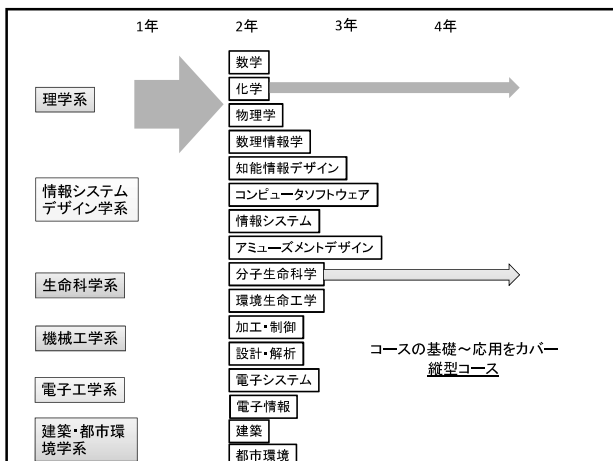 1年
2年
3年
4年
理学系
数学
化学
物理学
数理情報学
情報システム
デザイン学系
知能情報デザイン
コンピュータソフトウェア
情報システム
アミューズメントデザイン
生命科学系
分子生命科学
環境生命工学
機械工学系
加工・制御
設計・解析
コースの基礎～応用をカバー
縦型コース
電子工学系
電子システム
電子情報
建築・都市環
境学系
建築
都市環境